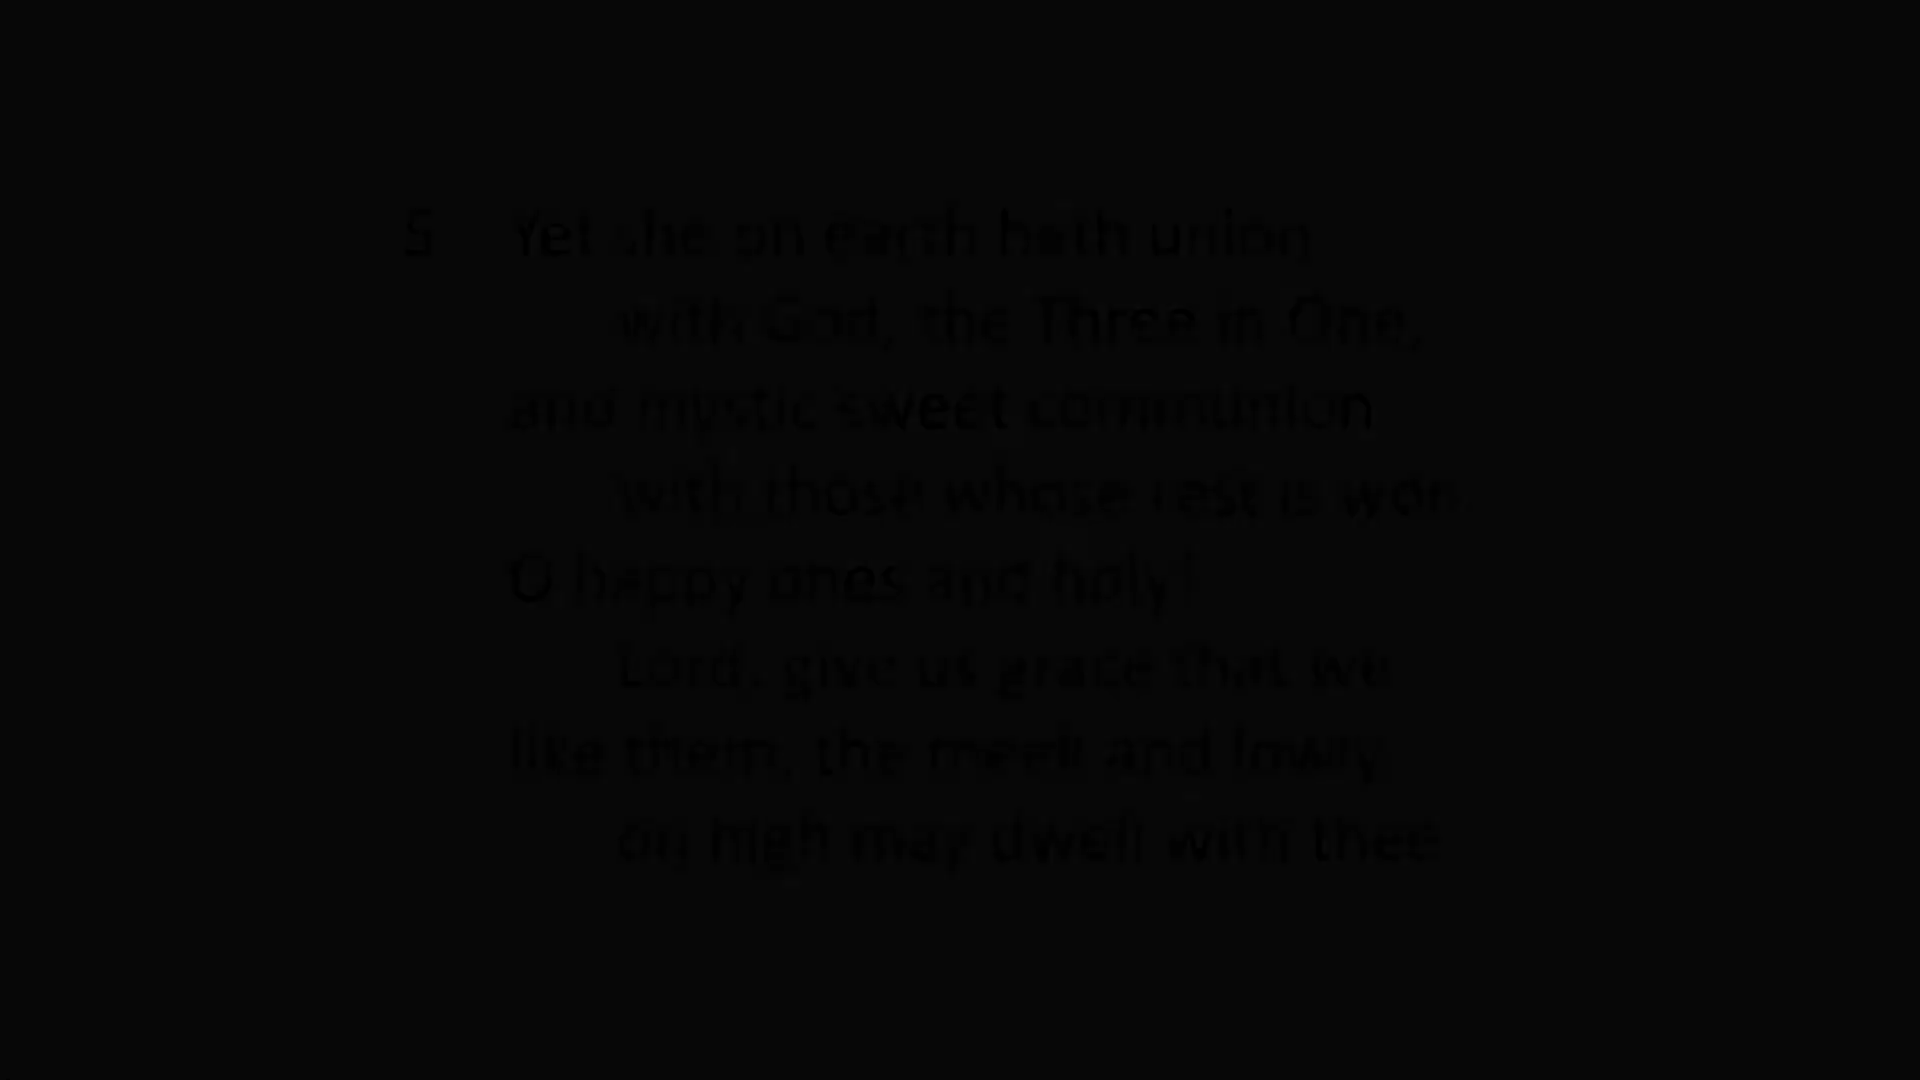 5 Yet she on earth hath union
with God, the Three in One,
and mystic sweet communion
with those whose rest is won.
O happy ones and holy!
Lord, give us grace that we
like them, the meek and lowly
on high may dwell with thee